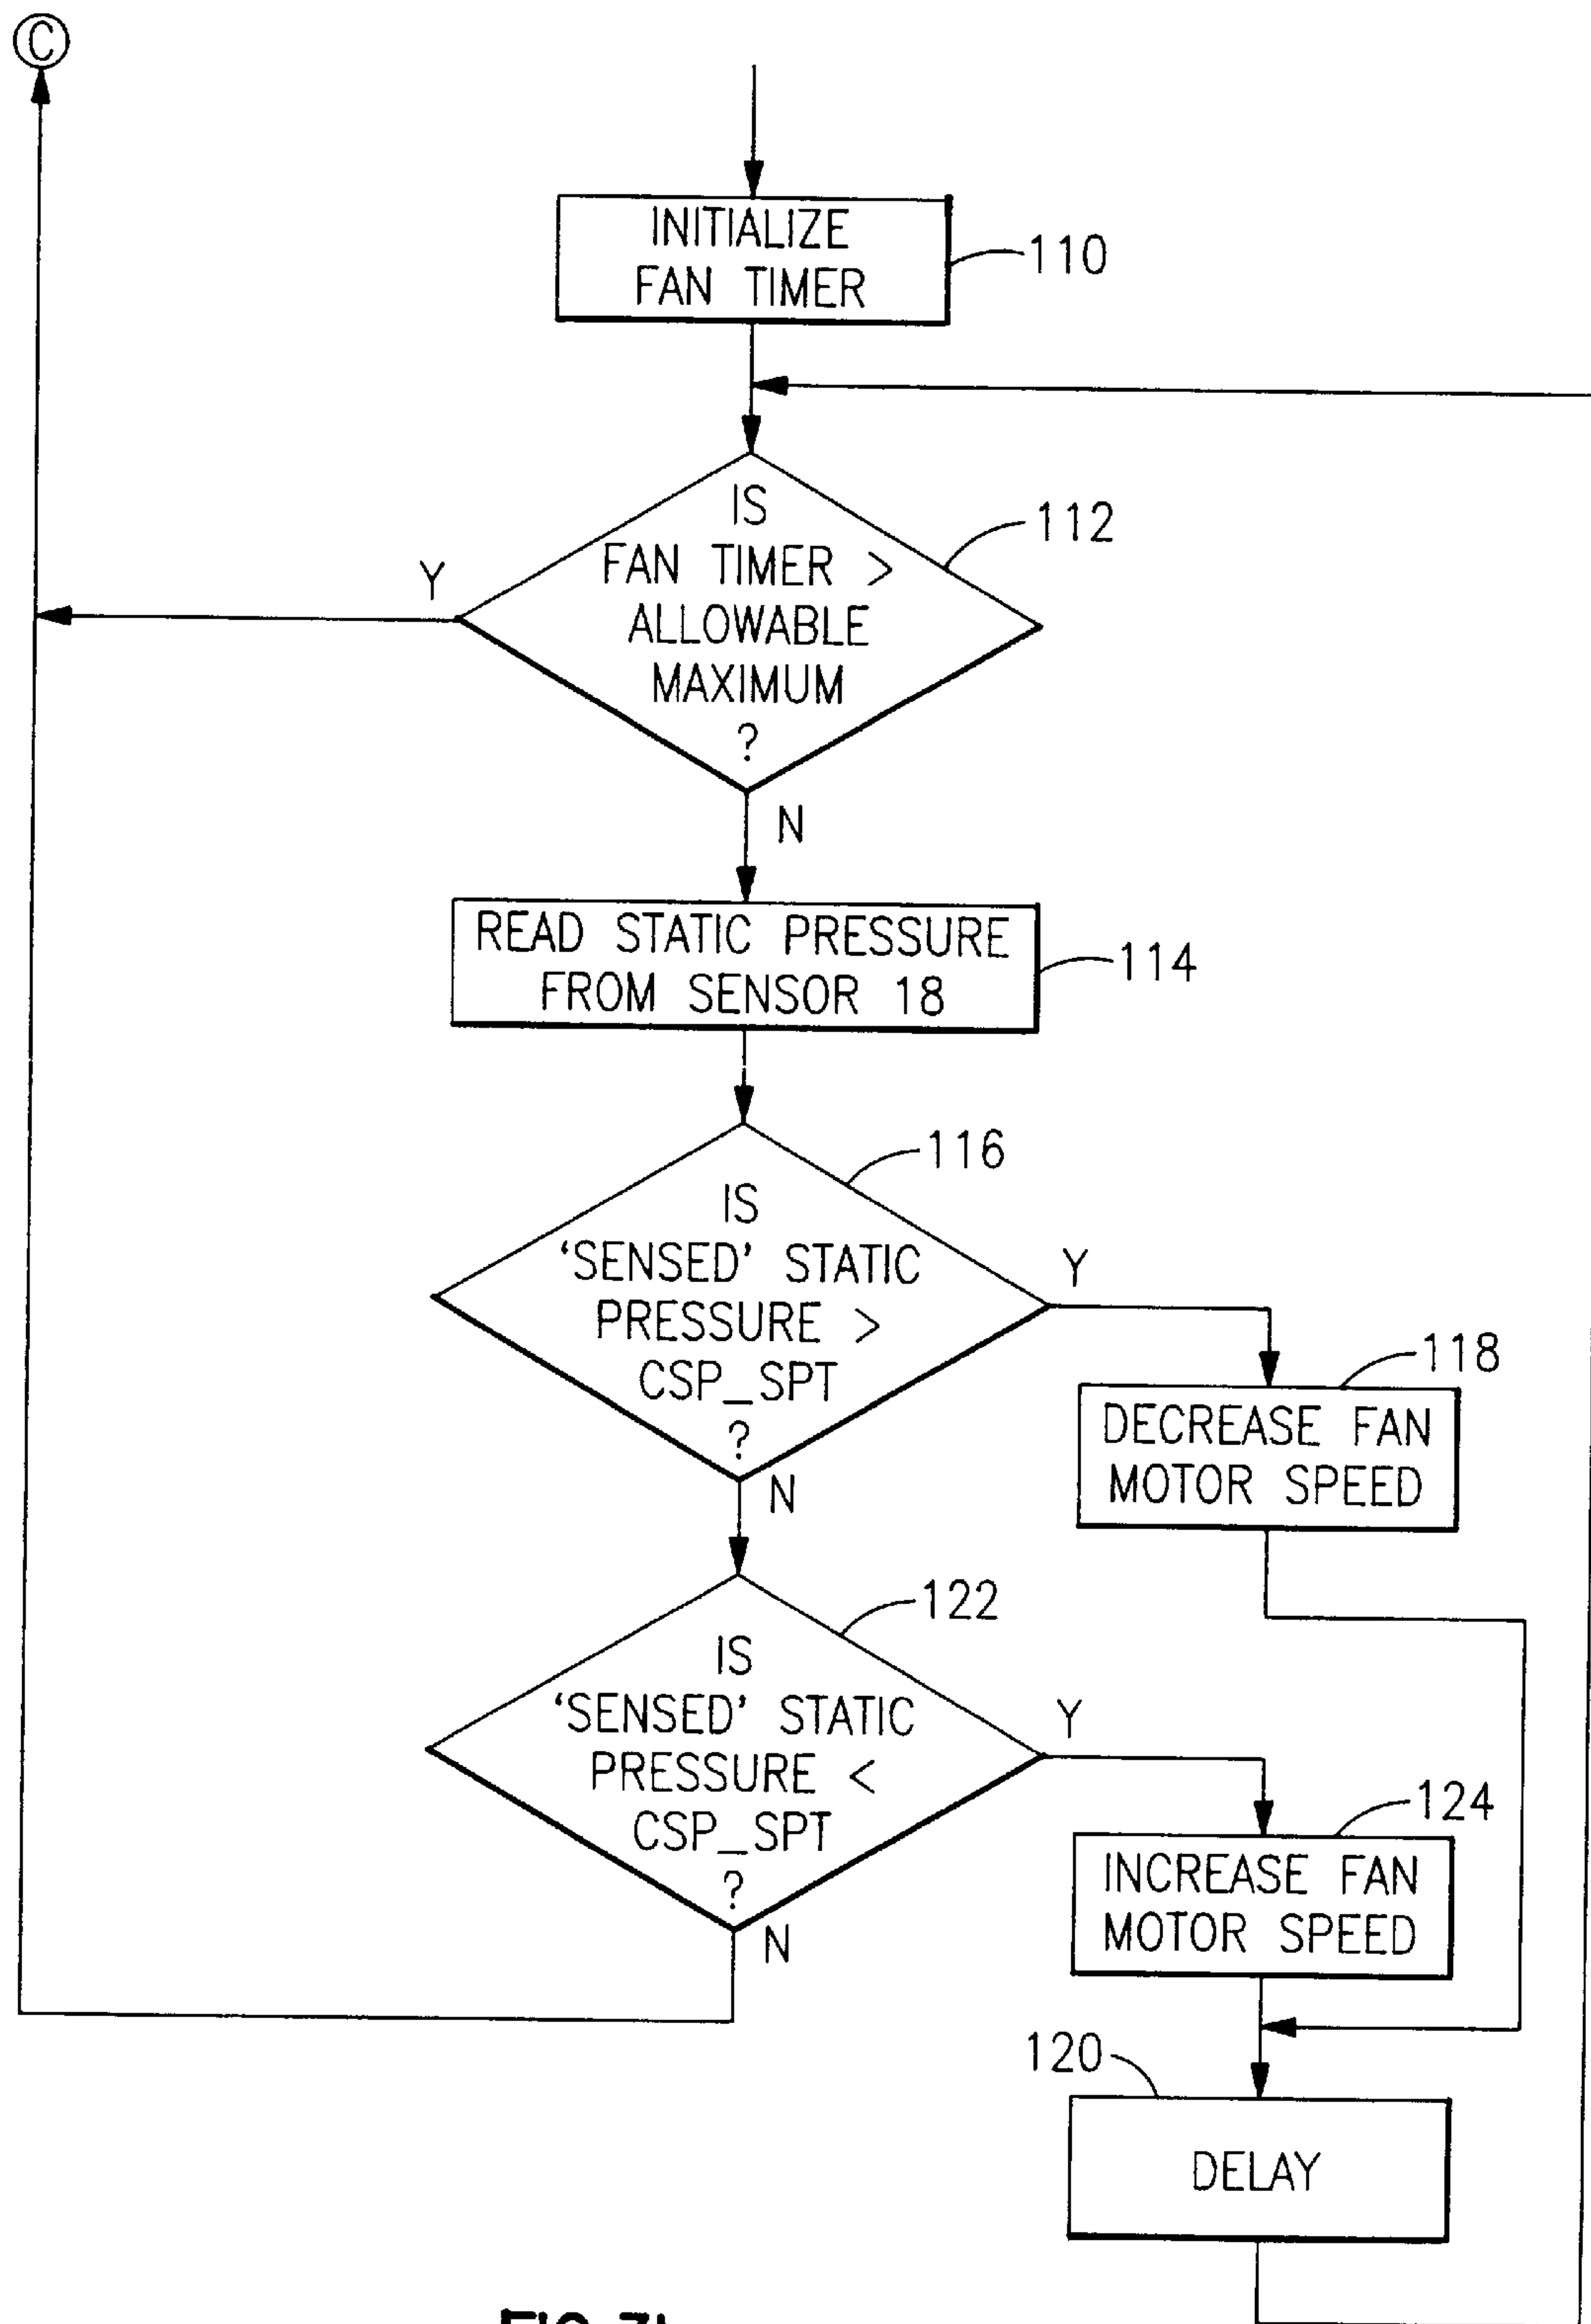 C
INITIALIZE
FAN TIMER
110
IS
FAN TIMER >
ALLOWABLE
MAXIMUM
?
112
Y
N
READ STATIC PRESSURE
FROM SENSOR 18
114
IS
‘SENSED’ STATIC
PRESSURE >
CSP_SPT
?
116
Y
N
DECREASE FAN
MOTOR SPEED
118
IS
‘SENSED’ STATIC
PRESSURE <
CSP_SPT
?
122
Y
N
INCREASE FAN
MOTOR SPEED
124
120
DELAY